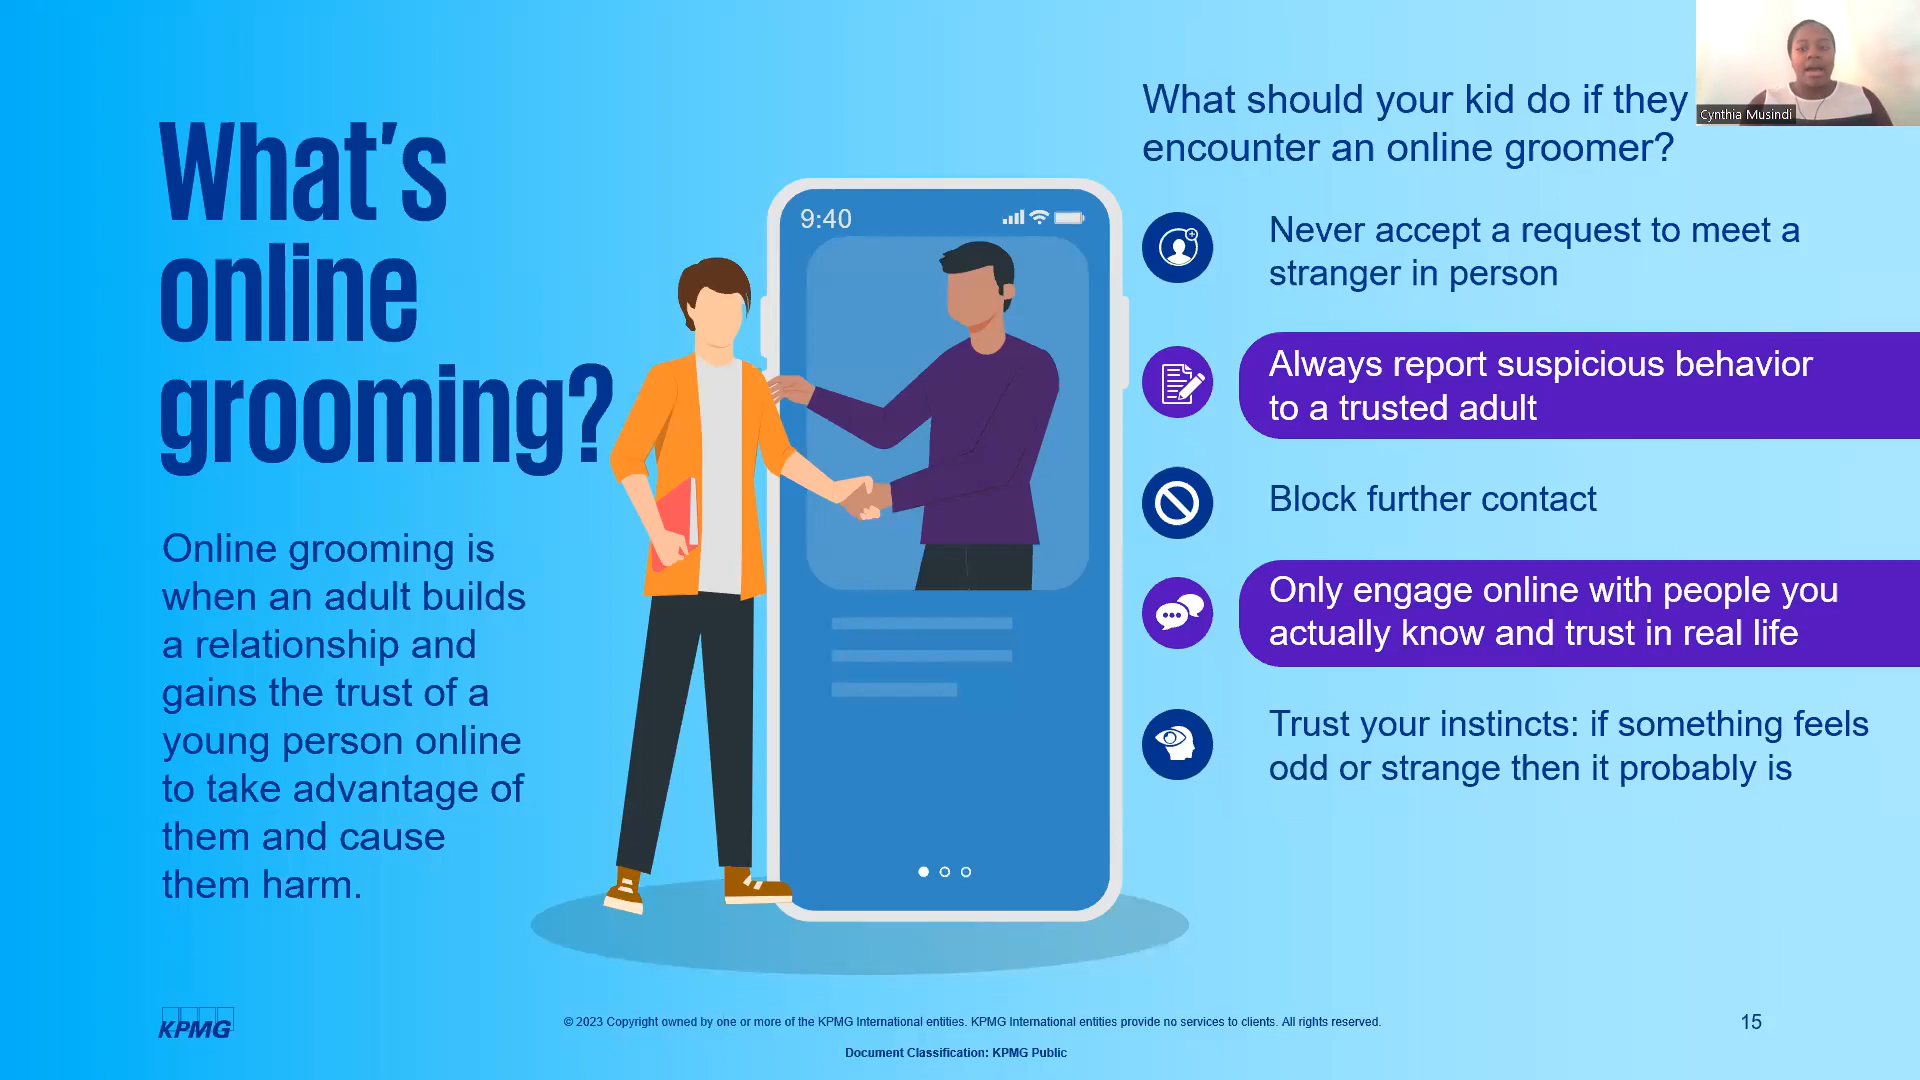 What's
online
grooming?
Online grooming is
when an adult builds
a relationship and
gains the trust of a
young person online
to take advantage of
them and cause
them harm.
9:40
What should your kid do if they
encounter an online groomer?
Never accept a request to meet a
stranger in person
Always report suspicious behavior
to a trusted adult
Block further contact
Only engage online with people you
actually know and trust in real life
Trust your instincts: if something feels
odd or strange then it probably is
Cynthia Musindi
KPMG
© 2023 Copyright owned by one or more of the KPMG International entities. KPMG International entities provide no services to clients. All rights reserved.
15
Document Classification: KPMG Public